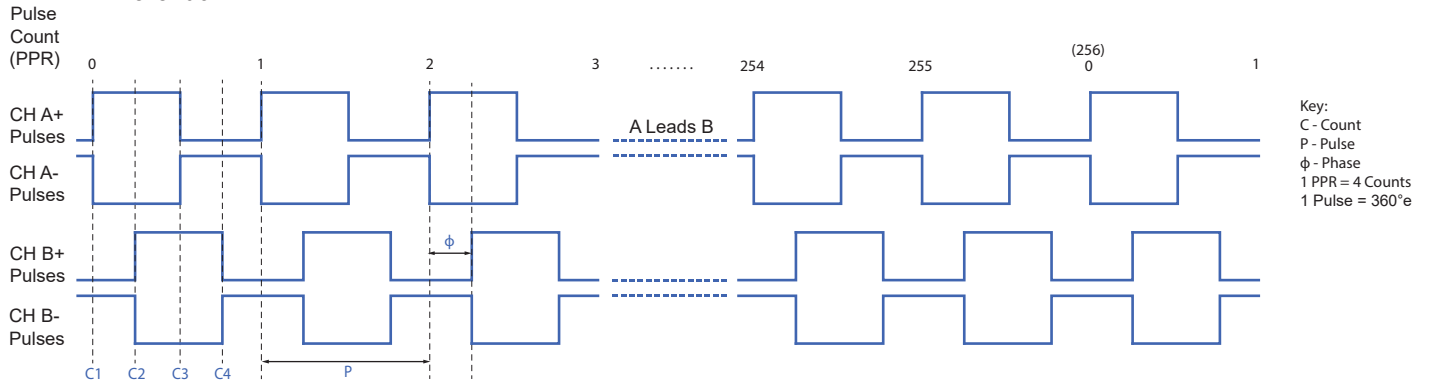 Pulse
Count
(PPR)
0 1 2 3 ....... 254 255 (256) 0 1
CH A+
Pulses
A Leads B
CH A-
Pulses
CH B+
Pulses
ϕ
CH B-
Pulses
C1 C2 C3 C4 P
Key:
C - Count
P - Pulse
ϕ - Phase
1 PPR = 4 Counts
1 Pulse = 360°e